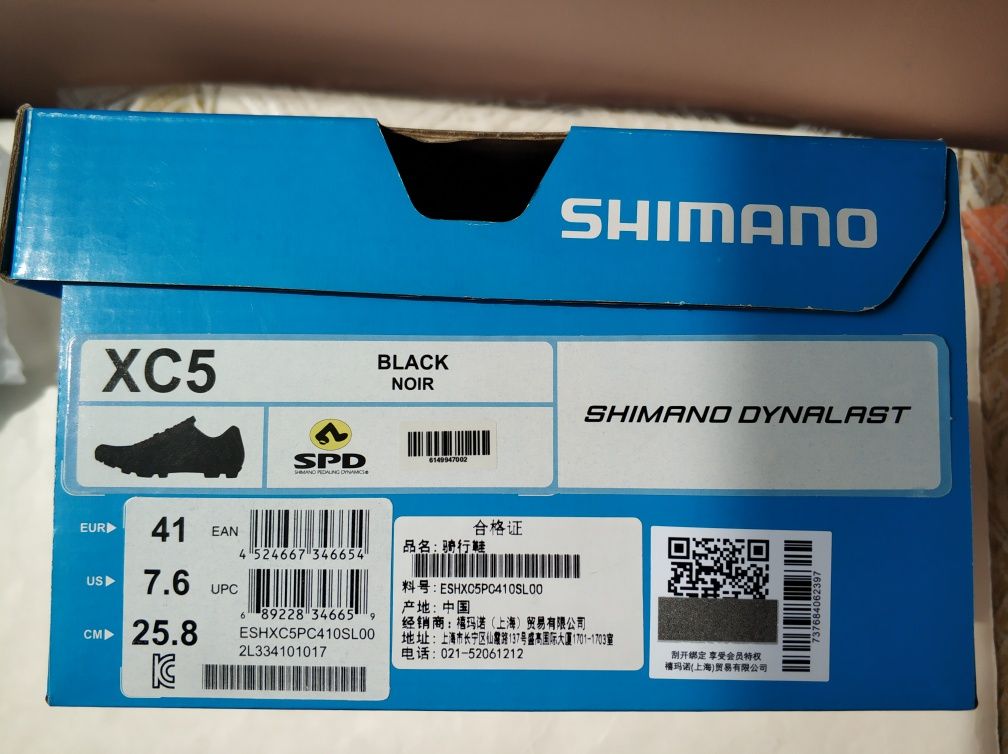 SHIMANO
XC5
BLACK
NOIR
SPD
SHIMANO PEDALING DYNAMICS
6149947002
SHIMANO DYNALAST
EUR 41
EAN
4 524667 346654
US 7.6
UPC
6 89228 34665 9
CM 25.8
ESHXC5PC410SL00
2L334101017
合格证
品名:骑行鞋
料号:ESHXC5PC410SL00
产地:中国
经销商:禧玛诺(上海)贸易有限公司
地址:上海市长宁区仙霞路137号盛高国际大厦1701-1703室
电话:021-52061212
737684062397
刮开绑定 享受会员特权
禧玛诺(上海)贸易有限公司